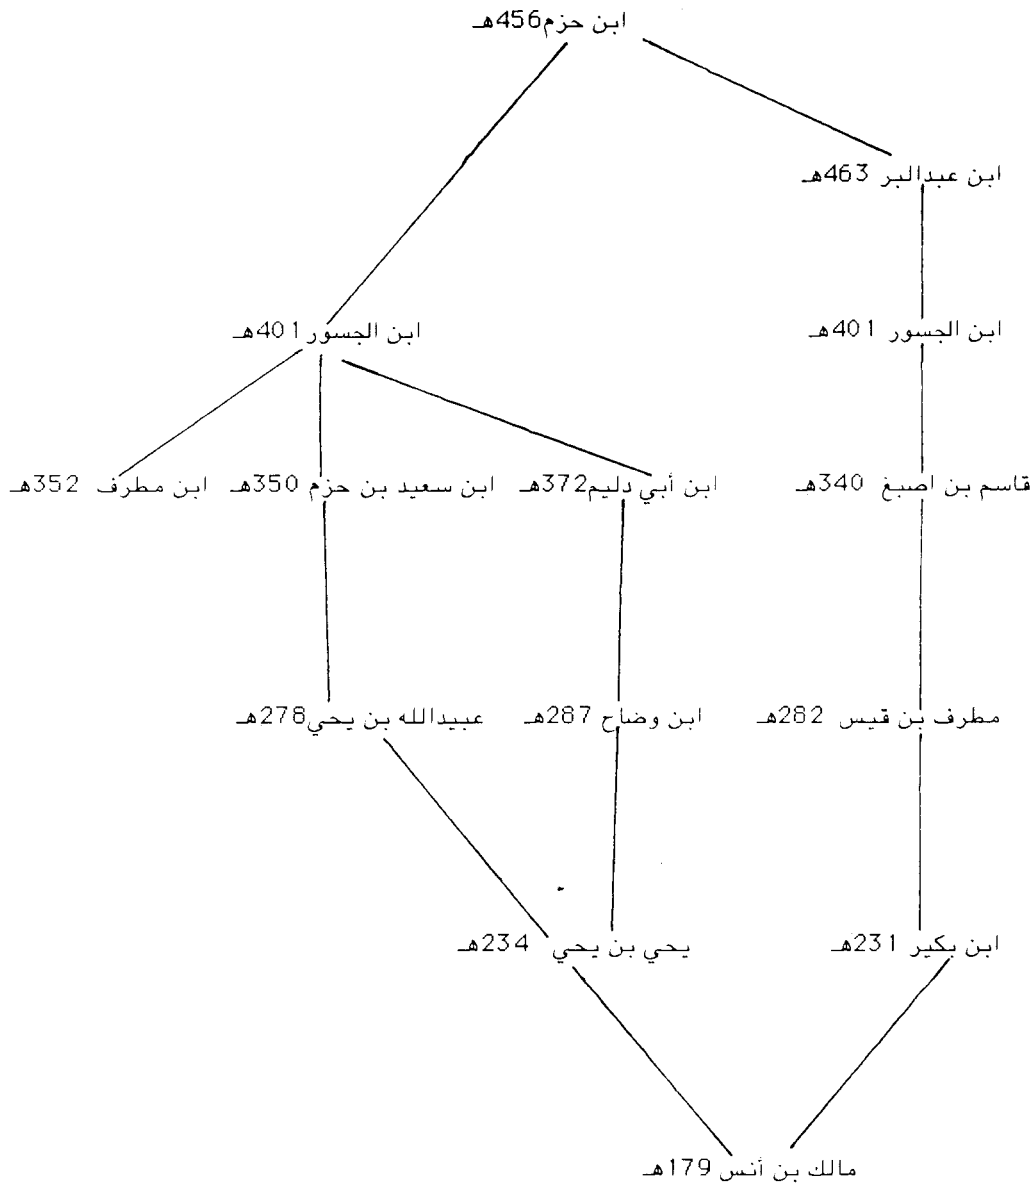 ابن حزم456هـ
ابن عبدالبر 463هـ
ابن الجسور 401هـ
ابن الجسور401هـ
قاسم بن اصبغ 340هـ
ابن أبي دليم372هـ
ابن سعيد بن حزم 350هـ
ابن مطرف 352هـ
مطرف بن قيس 282هـ
ابن وضاح 287هـ
عبيدالله بن يحي278هـ
ابن بكير 231هـ
يحي بن يحي 234هـ
مالك بن أنس 179هـ